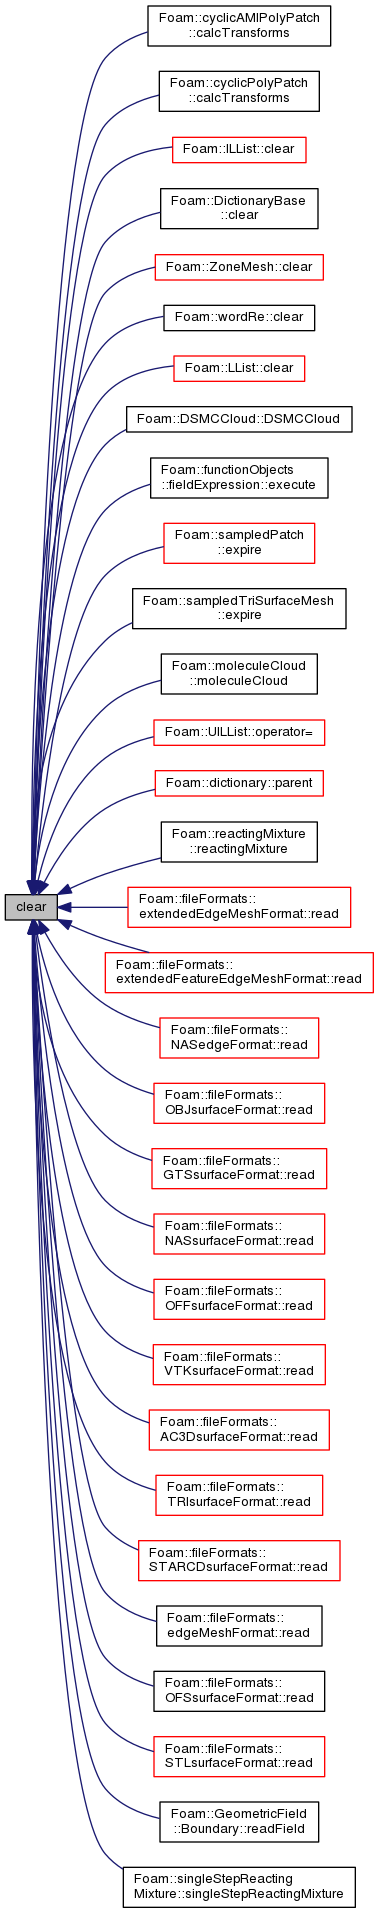 Foam::cyclicAMIPolyPatch
::calcTransforms
Foam::cyclicPolyPatch
::calcTransforms
Foam::ILList::clear
Foam::DictionaryBase
::clear
Foam::ZoneMesh::clear
Foam::wordRe::clear
Foam::LList::clear
Foam::DSMCCloud::DSMCCloud
Foam::functionObjects
::fieldExpression::execute
Foam::sampledPatch
::expire
Foam::sampledTriSurfaceMesh
::expire
Foam::moleculeCloud
::moleculeCloud
Foam::UILList::operator=
Foam::dictionary::parent
Foam::reactingMixture
::reactingMixture
clear
Foam::fileFormats::
extendedEdgeMeshFormat::read
Foam::fileFormats::
extendedFeatureEdgeMeshFormat::read
Foam::fileFormats::
NASedgeFormat::read
Foam::fileFormats::
OBJsurfaceFormat::read
Foam::fileFormats::
GTSsurfaceFormat::read
Foam::fileFormats::
NASsurfaceFormat::read
Foam::fileFormats::
OFFsurfaceFormat::read
Foam::fileFormats::
VTKsurfaceFormat::read
Foam::fileFormats::
AC3DsurfaceFormat::read
Foam::fileFormats::
TRIsurfaceFormat::read
Foam::fileFormats::
STARCDsurfaceFormat::read
Foam::fileFormats::
edgeMeshFormat::read
Foam::fileFormats::
OFSsurfaceFormat::read
Foam::fileFormats::
STLsurfaceFormat::read
Foam::GeometricField
::Boundary::readField
Foam::singleStepReacting
Mixture::singleStepReactingMixture